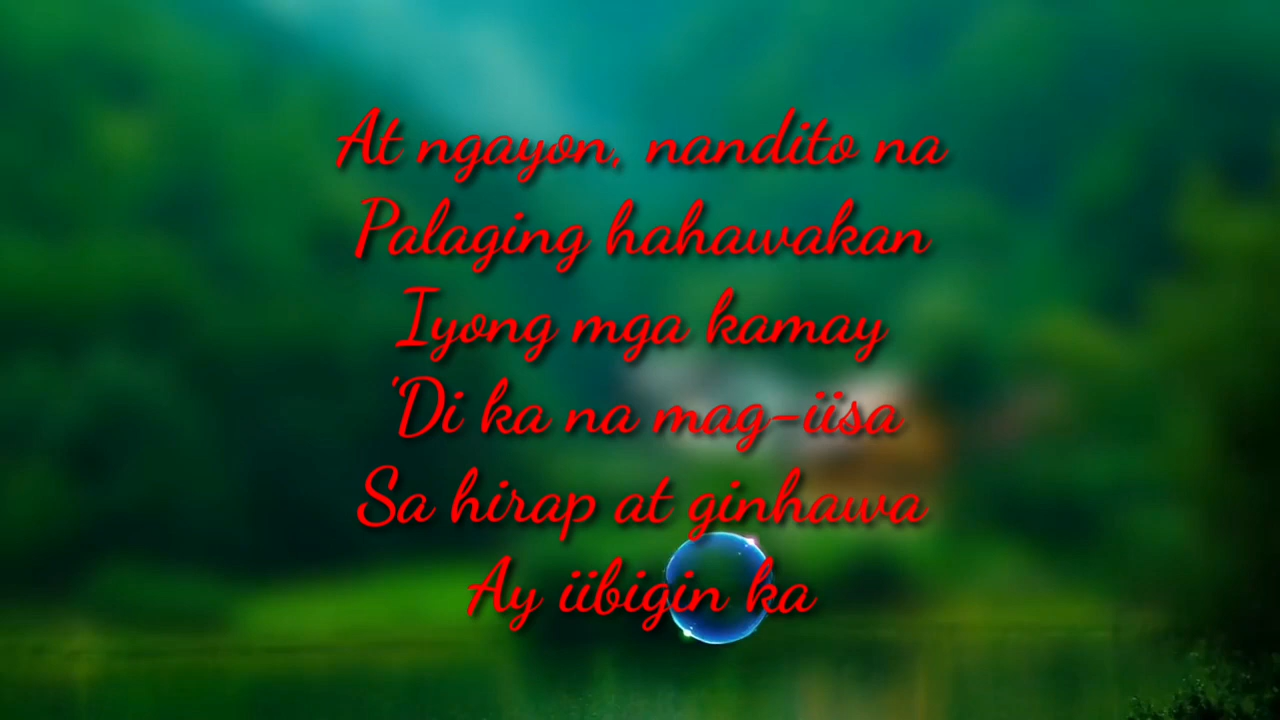 At ngayon, nandito na
Palaging hahawakan
Iyong mga kamay
'Di ka na mag-iisa
Sa hirap at ginhawa
Ay iibigin ka